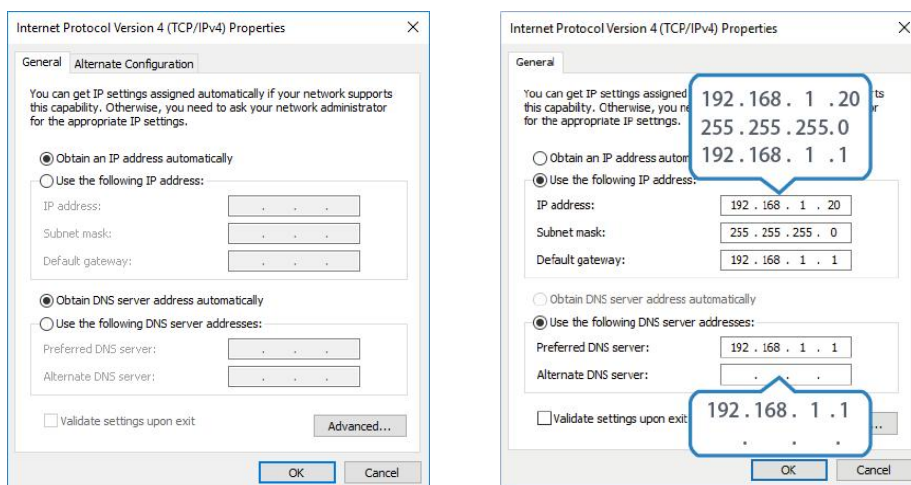 Internet Protocol Version 4 (TCP/IPv4) Properties
General
Alternate Configuration
You can get IP settings assigned automatically if your network supports
this capability. Otherwise, you need to ask your network administrator
for the appropriate IP settings.
Obtain an IP address automatically
Use the following IP address:
IP address:
. . .
Subnet mask:
. . .
Default gateway:
. . .
Obtain DNS server address automatically
Use the following DNS server addresses:
Preferred DNS server:
. . .
Alternate DNS server:
. . .
Validate settings upon exit
Advanced...
OK
Cancel
Internet Protocol Version 4 (TCP/IPv4) Properties
General
You can get IP settings assigned
this capability. Otherwise, you
for the appropriate IP settings.
192 . 168 . 1 . 20
255 . 255 . 255 . 0
192 . 168 . 1 . 1
Obtain an IP address
Use the following IP address:
IP address:
192 . 168 . 1 . 20
Subnet mask:
255 . 255 . 255 . 0
Default gateway:
192 . 168 . 1 . 1
Obtain DNS server address automatically
Use the following DNS server addresses:
Preferred DNS server:
192 . 168 . 1 . 1
Alternate DNS server:
. . .
Validate settings upon exit
192 . 168 . 1 . 1
. . .
OK
Cancel